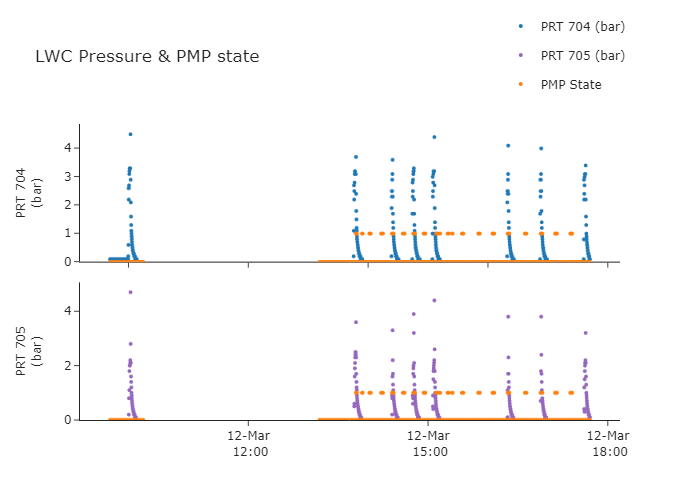 PRT 704 (bar)
LWC Pressure & PMP state
PRT 705 (bar)
PMP State
4
3
2
1
0
PRT 704
(bar)
4
2
0
PRT 705
(bar)
12-Mar
12:00
12-Mar
15:00
12-Mar
18:00